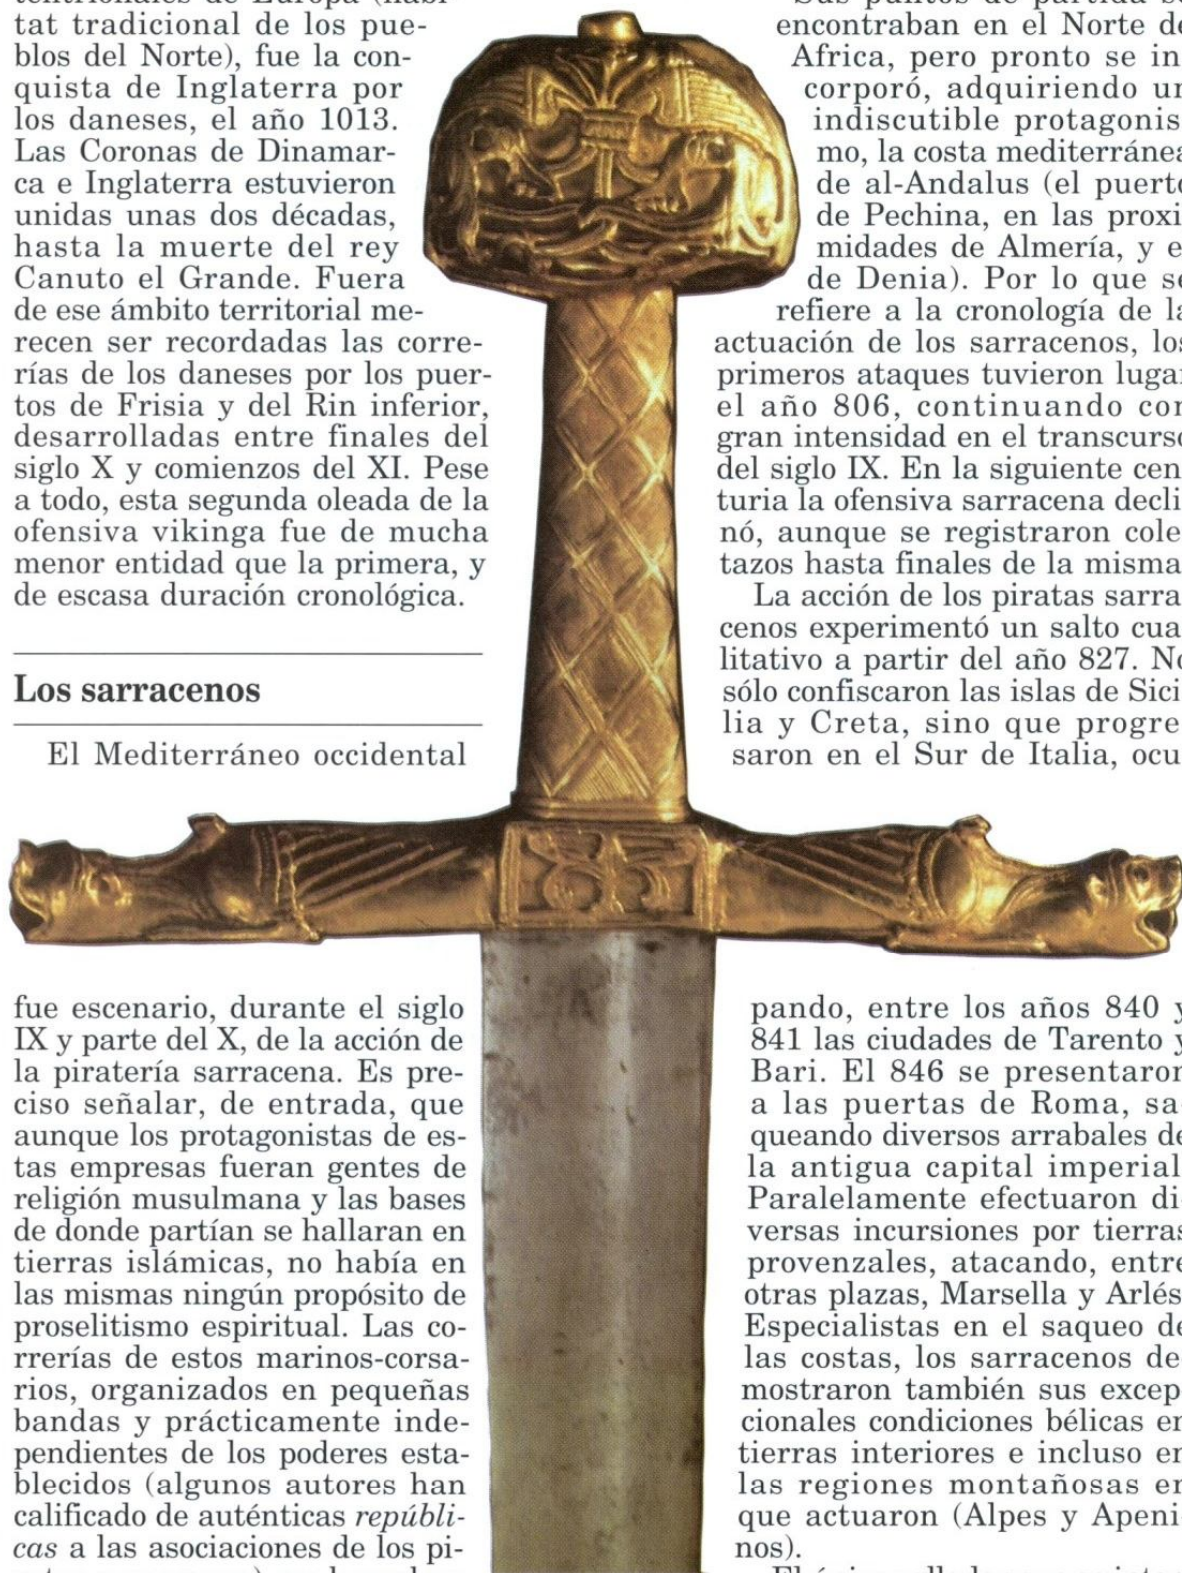 tentrionales de Europa (hábi-
tat tradicional de los pue-
blos del Norte), fue la con-
quista de Inglaterra por
los daneses, el año 1013.
Las Coronas de Dinamar-
ca e Inglaterra estuvieron
unidas unas dos décadas,
hasta la muerte del rey
Canuto el Grande. Fuera
de ese ámbito territorial me-
recen ser recordadas las corre-
rías de los daneses por los puer-
tos de Frisia y del Rin inferior,
desarrolladas entre finales del
siglo X y comienzos del XI. Pese
a todo, esta segunda oleada de la
ofensiva vikinga fue de mucha
menor entidad que la primera, y
de escasa duración cronológica.
Los sarracenos
El Mediterráneo occidental
fue escenario, durante el siglo
IX y parte del X, de la acción de
la piratería sarracena. Es pre-
ciso señalar, de entrada, que
aunque los protagonistas de es-
tas empresas fueran gentes de
religión musulmana y las bases
de donde partían se hallaran en
tierras islámicas, no había en
las mismas ningún propósito de
proselitismo espiritual. Las co-
rrerías de estos marinos-corsa-
rios, organizados en pequeñas
bandas y prácticamente inde-
pendientes de los poderes esta-
blecidos (algunos autores han
calificado de auténticas repúbli-
cas a las asociaciones de los pi-
Sus puntos de partida se
encontraban en el Norte de
Africa, pero pronto se in-
corporó, adquiriendo un
indiscutible protagonis-
mo, la costa mediterránea
de al-Andalus (el puerto
de Pechina, en las proxi-
midades de Almería, y el
de Denia). Por lo que se
refiere a la cronología de la
actuación de los sarracenos, los
primeros ataques tuvieron lugar
el año 806, continuando con
gran intensidad en el transcurso
del siglo IX. En la siguiente cen-
turia la ofensiva sarracena decli-
nó, aunque se registraron cole-
tazos hasta finales de la misma.
La acción de los piratas sarra-
cenos experimentó un salto cua-
litativo a partir del año 827. No
sólo confiscaron las islas de Sici-
lia y Creta, sino que progre-
saron en el Sur de Italia, ocu-
pando, entre los años 840 y
841 las ciudades de Tarento y
Bari. El 846 se presentaron
a las puertas de Roma, sa-
queando diversos arrabales de
la antigua capital imperial.
Paralelamente efectuaron di-
versas incursiones por tierras
provenzales, atacando, entre
otras plazas, Marsella y Arlés.
Especialistas en el saqueo de
las costas, los sarracenos de-
mostraron también sus excep-
cionales condiciones bélicas en
tierras interiores e incluso en
las regiones montañosas en
que actuaron (Alpes y Apeni-
nos).